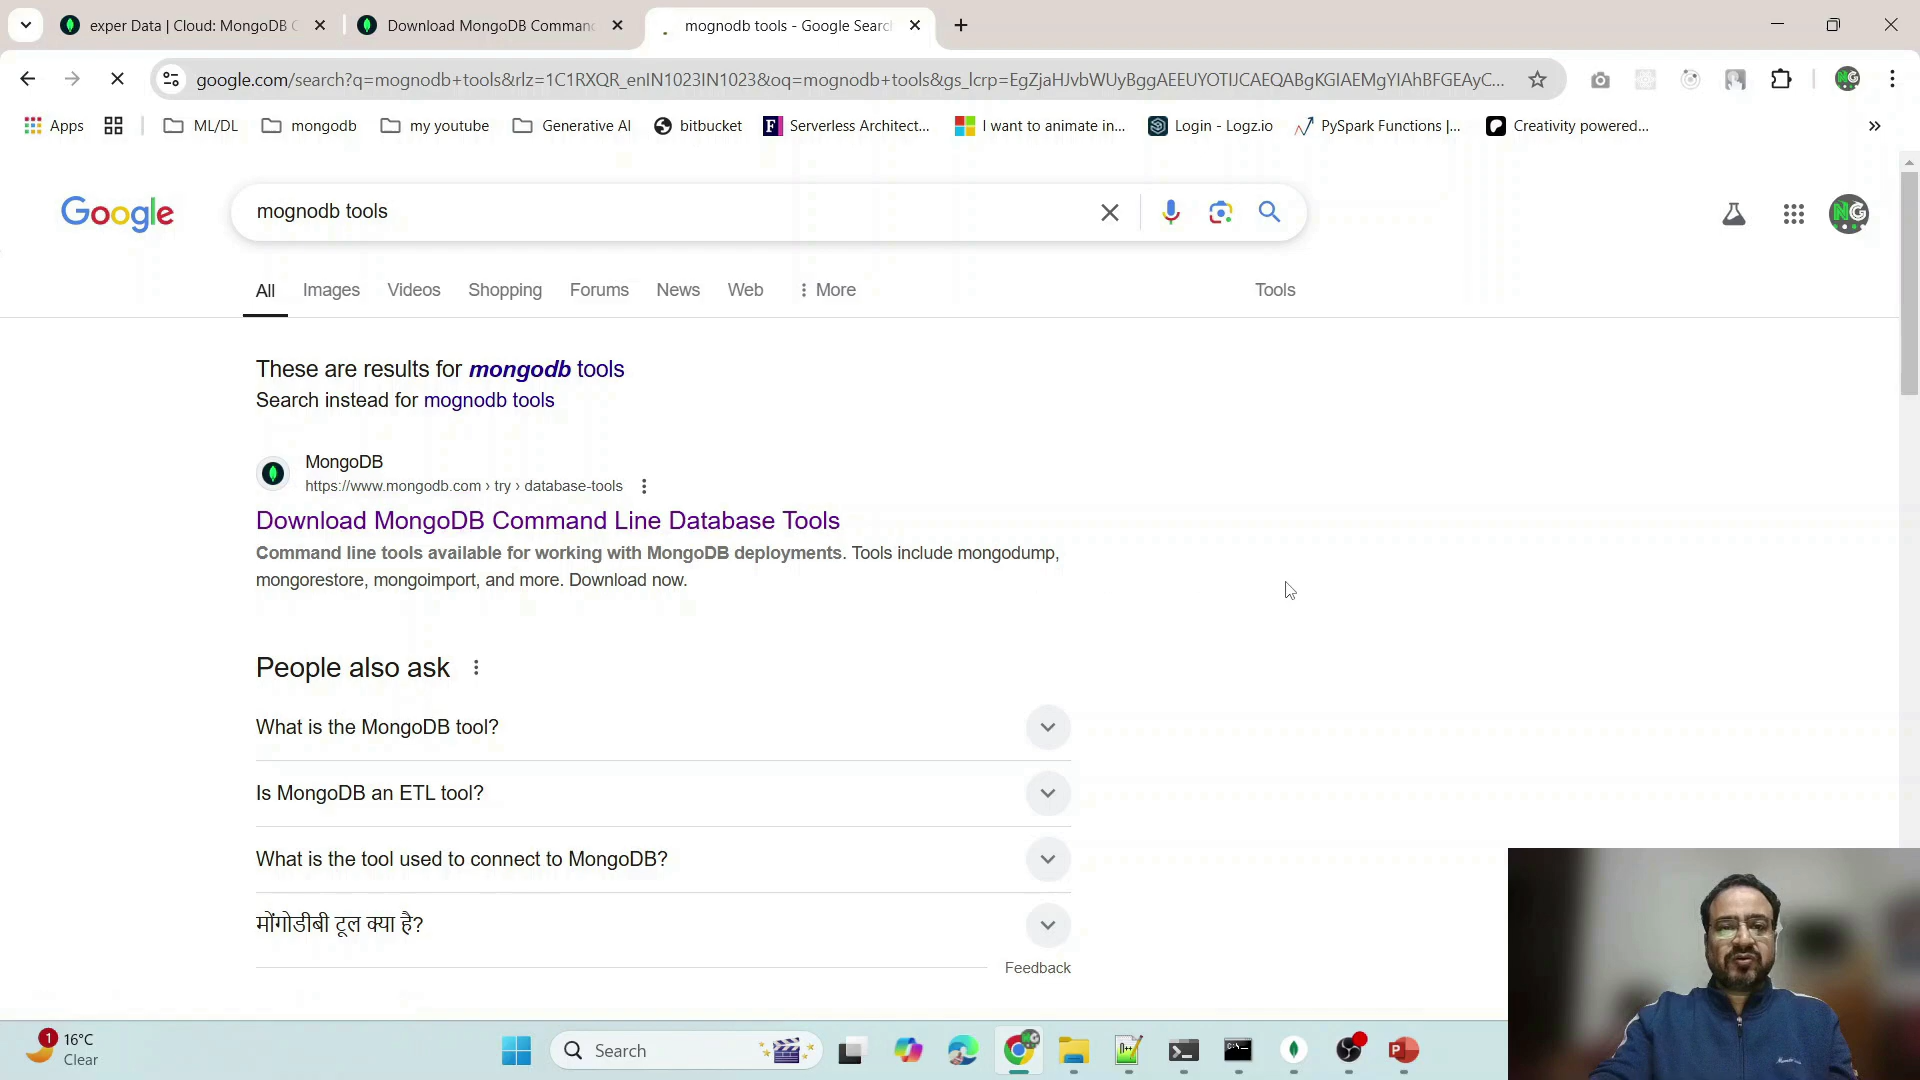 exper Data | Cloud: MongoDB C
Download MongoDB Comman
mognodb tools - Google Searc
google.com/search?q=mognodb+tools&rlz=1C1RXQR_enIN1023IN1023&oq=mognodb+tools&gs_lcrp=EgZjaHJvbWUyBggAEEUYOTIJCAEQABgKGIAEMgYIAhBFGEAyC...
Apps
ML/DL
mongodb
my youtube
Generative AI
bitbucket
Serverless Architect...
I want to animate in...
Login - Logz.io
PySpark Functions |...
Creativity powered...
Google
mognodb tools
NG
All
Images
Videos
Shopping
Forums
News
Web
More
Tools
These are results for mongodb tools
Search instead for mognodb tools
MongoDB
https://www.mongodb.com › try › database-tools
Download MongoDB Command Line Database Tools
Command line tools available for working with MongoDB deployments. Tools include mongodump,
mongorestore, mongoimport, and more. Download now.
People also ask
What is the MongoDB tool?
Is MongoDB an ETL tool?
What is the tool used to connect to MongoDB?
मोंगोडीबी टूल क्या है?
Feedback
1
16°C
Clear
Search